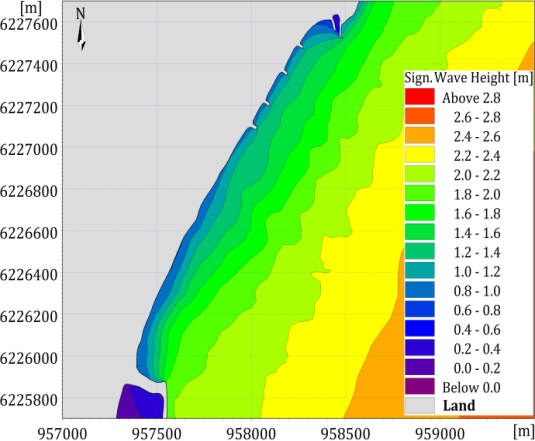 [m]
N
6227600
6227400
6227200
6227000
6226800
6226600
6226400
6226200
6226000
6225800
957000 957500 958000 958500 959000 [m]
Sign. Wave Height [m]
Above 2.8
2.6 - 2.8
2.4 - 2.6
2.2 - 2.4
2.0 - 2.2
1.8 - 2.0
1.6 - 1.8
1.4 - 1.6
1.2 - 1.4
1.0 - 1.2
0.8 - 1.0
0.6 - 0.8
0.4 - 0.6
0.2 - 0.4
0.0 - 0.2
Below 0.0
Land